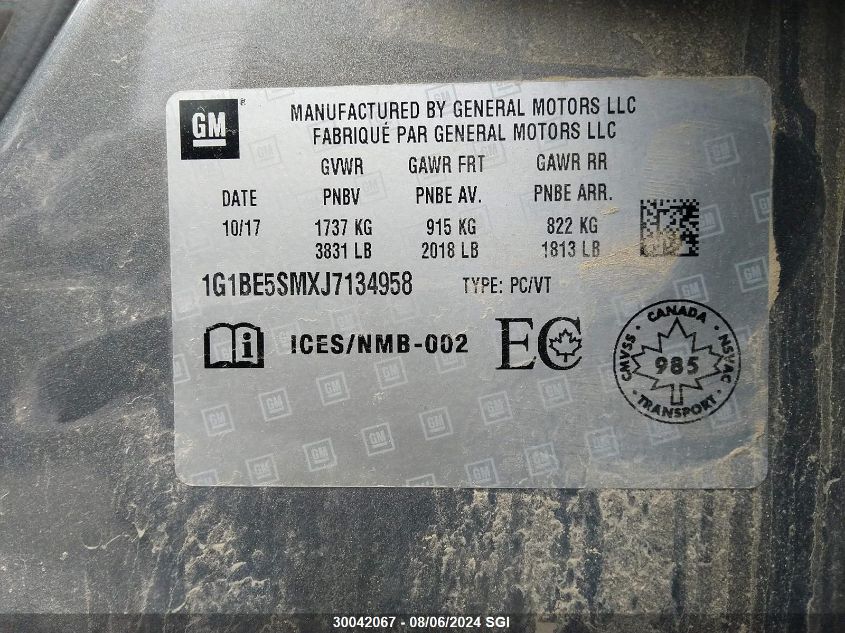 GM
MANUFACTURED BY GENERAL MOTORS LLC
FABRIQUÉ PAR GENERAL MOTORS LLC
GVWR GAWR FRT GAWR RR
DATE PNBV PNBE AV. PNBE ARR.
10/17 1737 KG 915 KG 822 KG
3831 LB 2018 LB 1813 LB
1G1BE5SMXJ7134958 TYPE: PC/VT
i ICES/NMB-002 EC
CANADA
CMVSS 985 NSVAC
TRANSPORT
30042067 - 08/06/2024 SGI